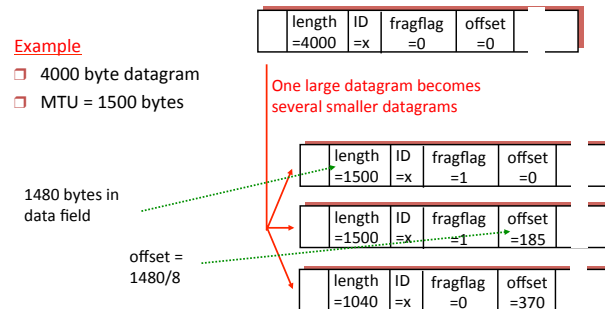 length ID fragflag offset
=4000 =x =0 =0
Example
4000 byte datagram
MTU = 1500 bytes
One large datagram becomes
several smaller datagrams
length ID fragflag offset
=1500 =x =1 =0
1480 bytes in
data field
length ID fragflag offset
=1500 =x =1 =185
offset =
1480/8
length ID fragflag offset
=1040 =x =0 =370